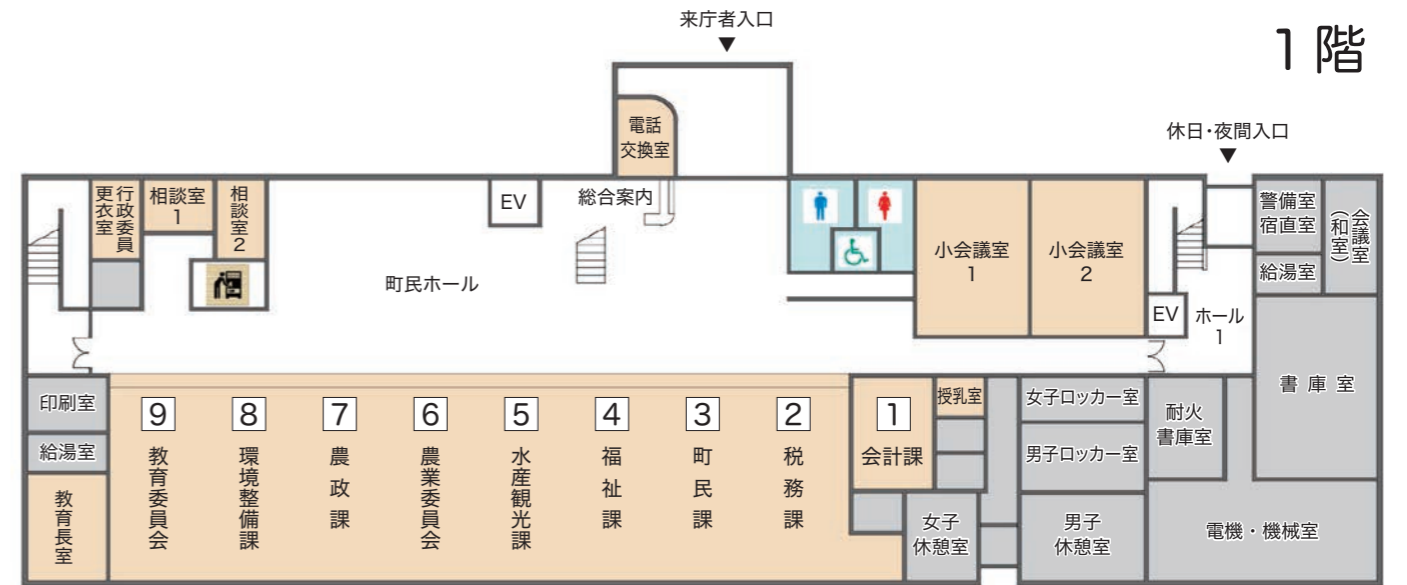 来庁者入口
▼
1階
電話
交換室
休日・夜間入口
▼
行政委員
更衣室
相談室
1
相談室2
EV
総合案内
小会議室
1
小会議室
2
警備室
宿直室
会議室
(和室)
給湯室
町民ホール
EV
ホール
1
書庫室
印刷室
給湯室
教育長室
9
教育委員会
8
環境整備課
7
農政課
6
農業委員会
5
水産観光課
4
福祉課
3
町民課
2
税務課
1
会計課
授乳室
女子
休憩室
女子ロッカー室
男子ロッカー室
男子
休憩室
耐火
書庫室
電機・機械室